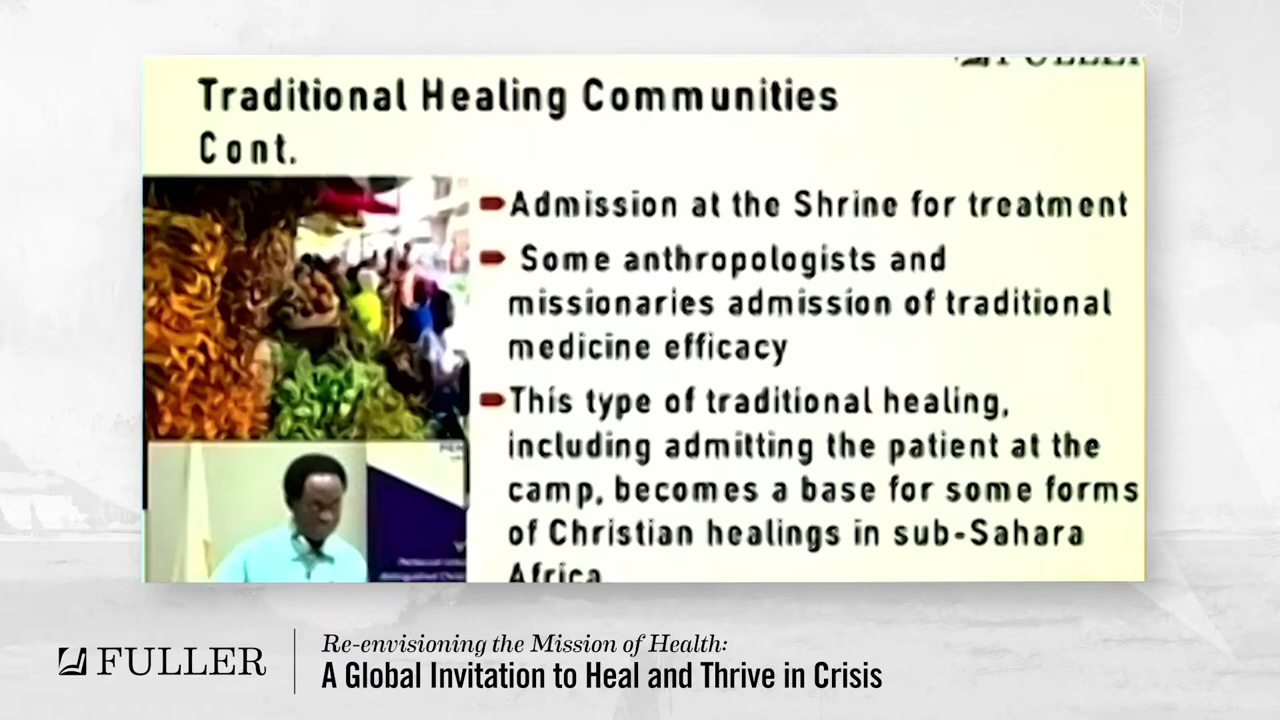 Traditional Healing Communities
Cont.
Admission at the Shrine for treatment
Some anthropologists and
missionaries admission of traditional
medicine efficacy
This type of traditional healing,
including admitting the patient at the
camp, becomes a base for some forms
of Christian healings in sub-Sahara
Africa
FULLER
Re-envisioning the Mission of Health:
A Global Invitation to Heal and Thrive in Crisis